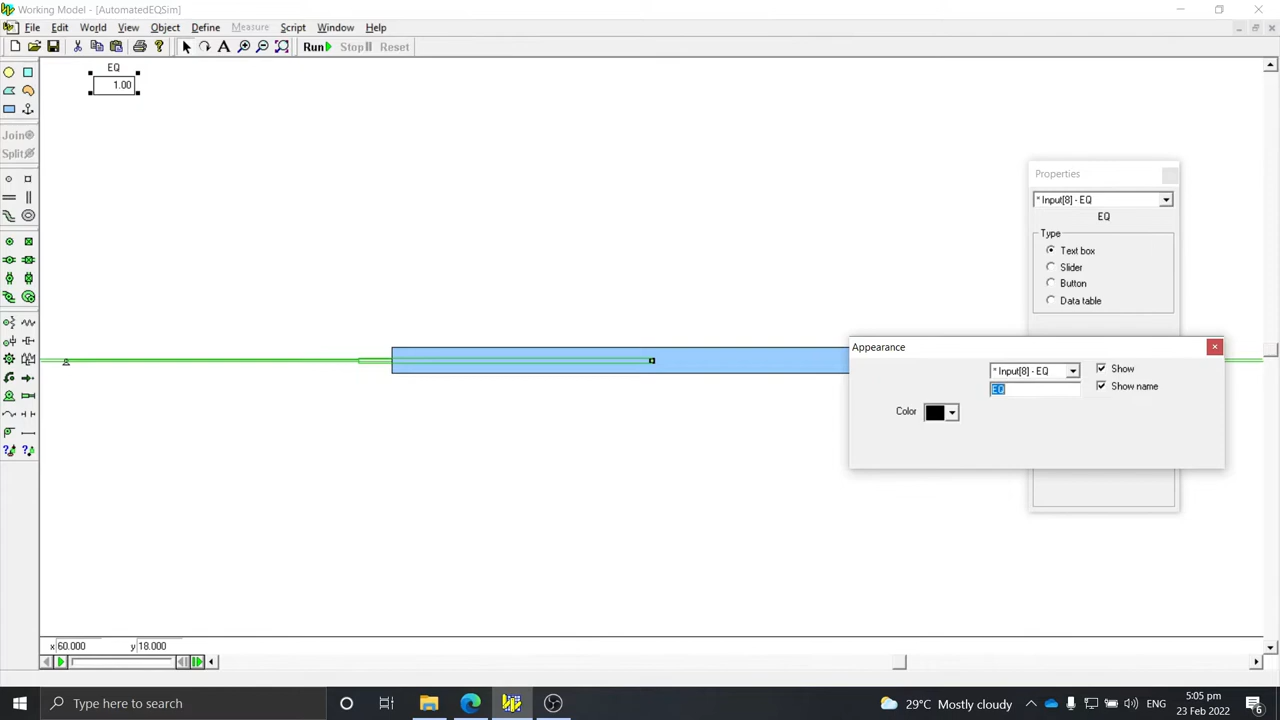 Working Model - [AutomatedEQSim]
File Edit World View Object Define Measure Script Window Help
Run Stop Reset
EQ
1.00
Join
Split
Properties
* Input[8] - EQ
EQ
Type
Text box
Slider
Button
Data table
Appearance
* Input[8] - EQ
Show
EQ
Show name
Color
x 60.000 y 18.000
Type here to search
29°C Mostly cloudy
ENG
5:05 pm
23 Feb 2022
6